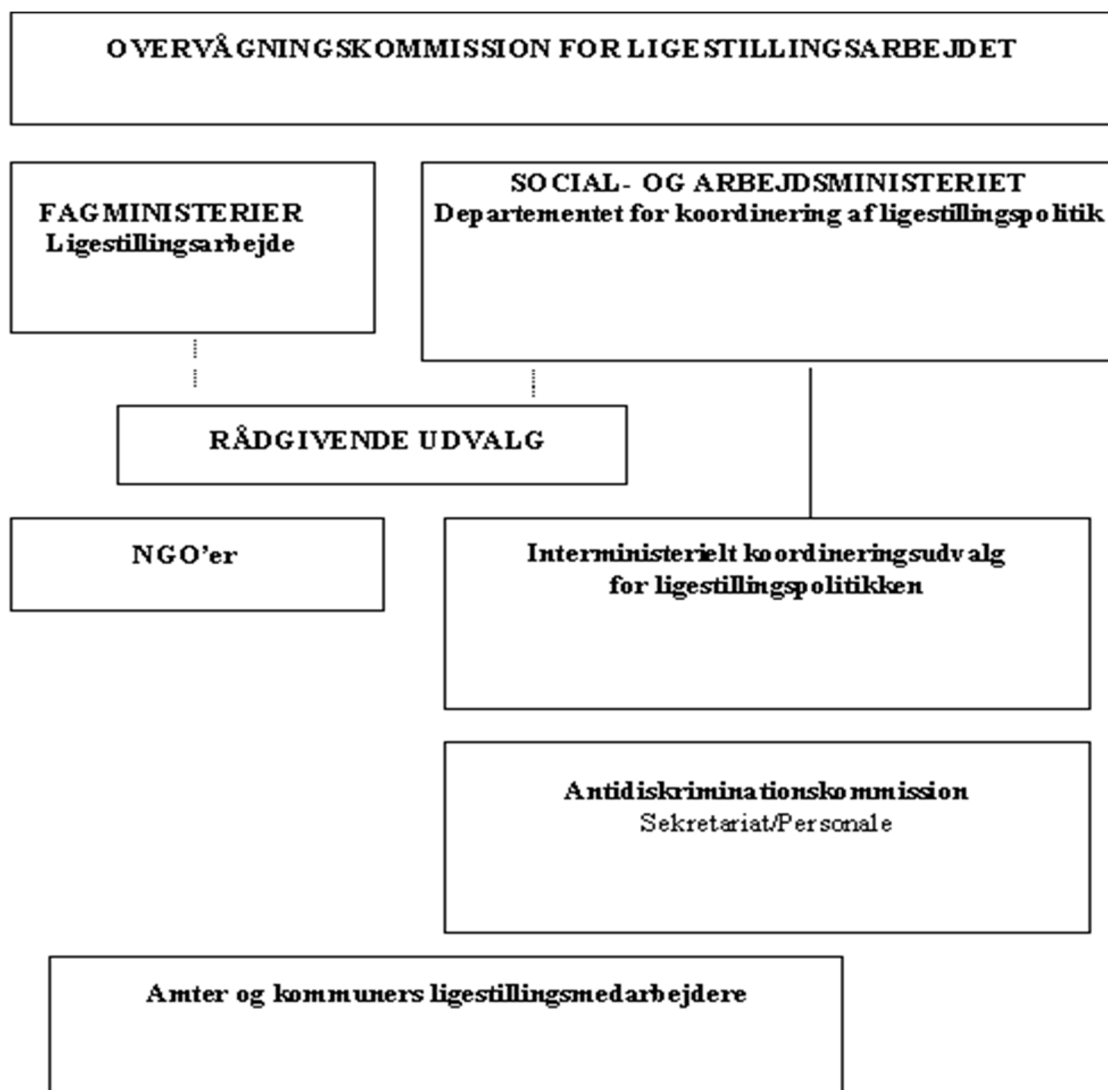 OVERVÅGNINGSKOMMISSION FOR LIGESTILLINGSARBEJDET
FAGMINISTERIER
Ligestillingsarbejde
SOCIAL- OG ARBEJDSMINISTERIET
Departementet for koordinering af ligestillingspolitik
RÅDGIVENDE UDVALG
NGO’er
Interministerielt koordineringsudvalg
for ligestillingspolitikken
Antidiskriminationskommission
Sekretariat/Personale
Amter og kommuners ligestillingsmedarbejdere